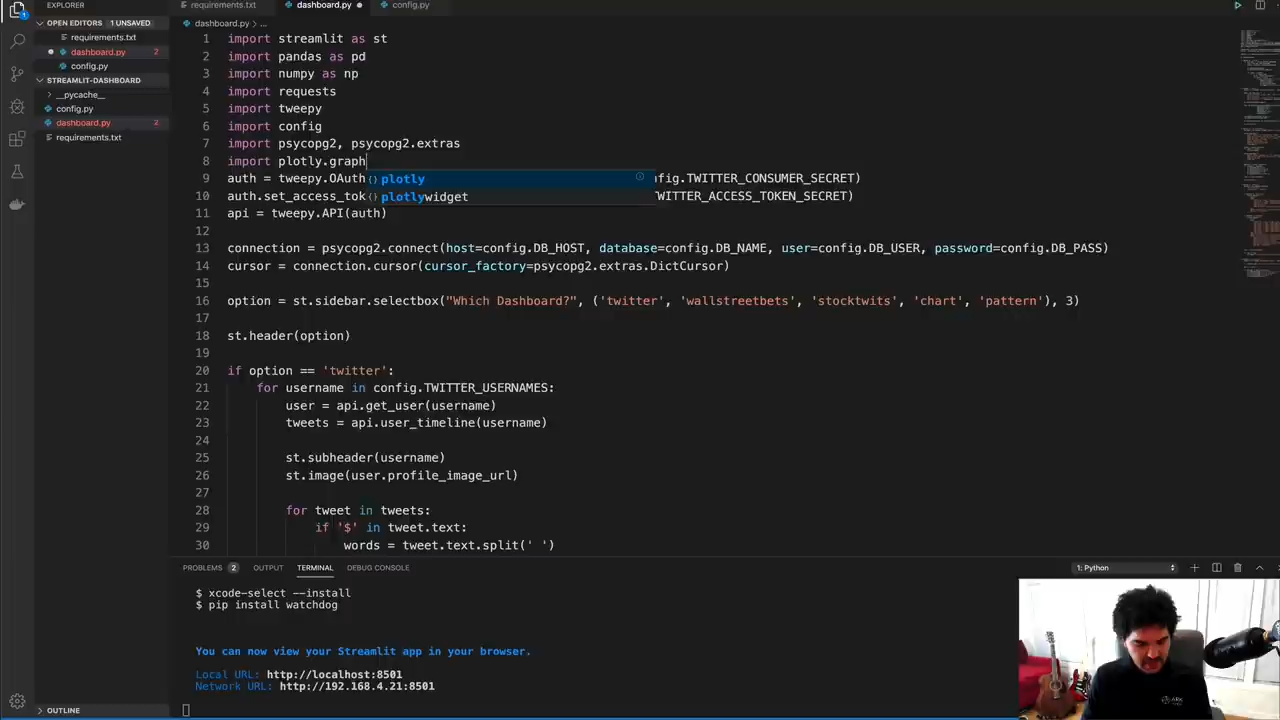 EXPLORER
requirements.txt
dashboard.py
config.py
OPEN EDITORS
1 UNSAVED
requirements.txt
dashboard.py 2
config.py
STREAMLIT-DASHBOARD
__pycache__
config.py
dashboard.py 2
requirements.txt
OUTLINE
dashboard.py > ...
1 import streamlit as st
2 import pandas as pd
3 import numpy as np
4 import requests
5 import tweepy
6 import config
7 import psycopg2, psycopg2.extras
8 import plotly.graph
9 auth = tweepy.OAuth nfig.TWITTER_CONSUMER_SECRET)
{} plotly
10 auth.set_access_tok WITTER_ACCESS_TOKEN_SECRET)
{} plotlywidget
11 api = tweepy.API(auth)
12
13 connection = psycopg2.connect(host=config.DB_HOST, database=config.DB_NAME, user=config.DB_USER, password=config.DB_PASS)
14 cursor = connection.cursor(cursor_factory=psycopg2.extras.DictCursor)
15
16 option = st.sidebar.selectbox("Which Dashboard?", ('twitter', 'wallstreetbets', 'stocktwits', 'chart', 'pattern'), 3)
17
18 st.header(option)
19
20 if option == 'twitter':
21 for username in config.TWITTER_USERNAMES:
22 user = api.get_user(username)
23 tweets = api.user_timeline(username)
24
25 st.subheader(username)
26 st.image(user.profile_image_url)
27
28 for tweet in tweets:
29 if '$' in tweet.text:
30 words = tweet.text.split(' ')
PROBLEMS 2 OUTPUT TERMINAL DEBUG CONSOLE
1: Python
$ xcode-select --install
$ pip install watchdog
You can now view your Streamlit app in your browser.
Local URL: http://localhost:8501
Network URL: http://192.168.4.21:8501